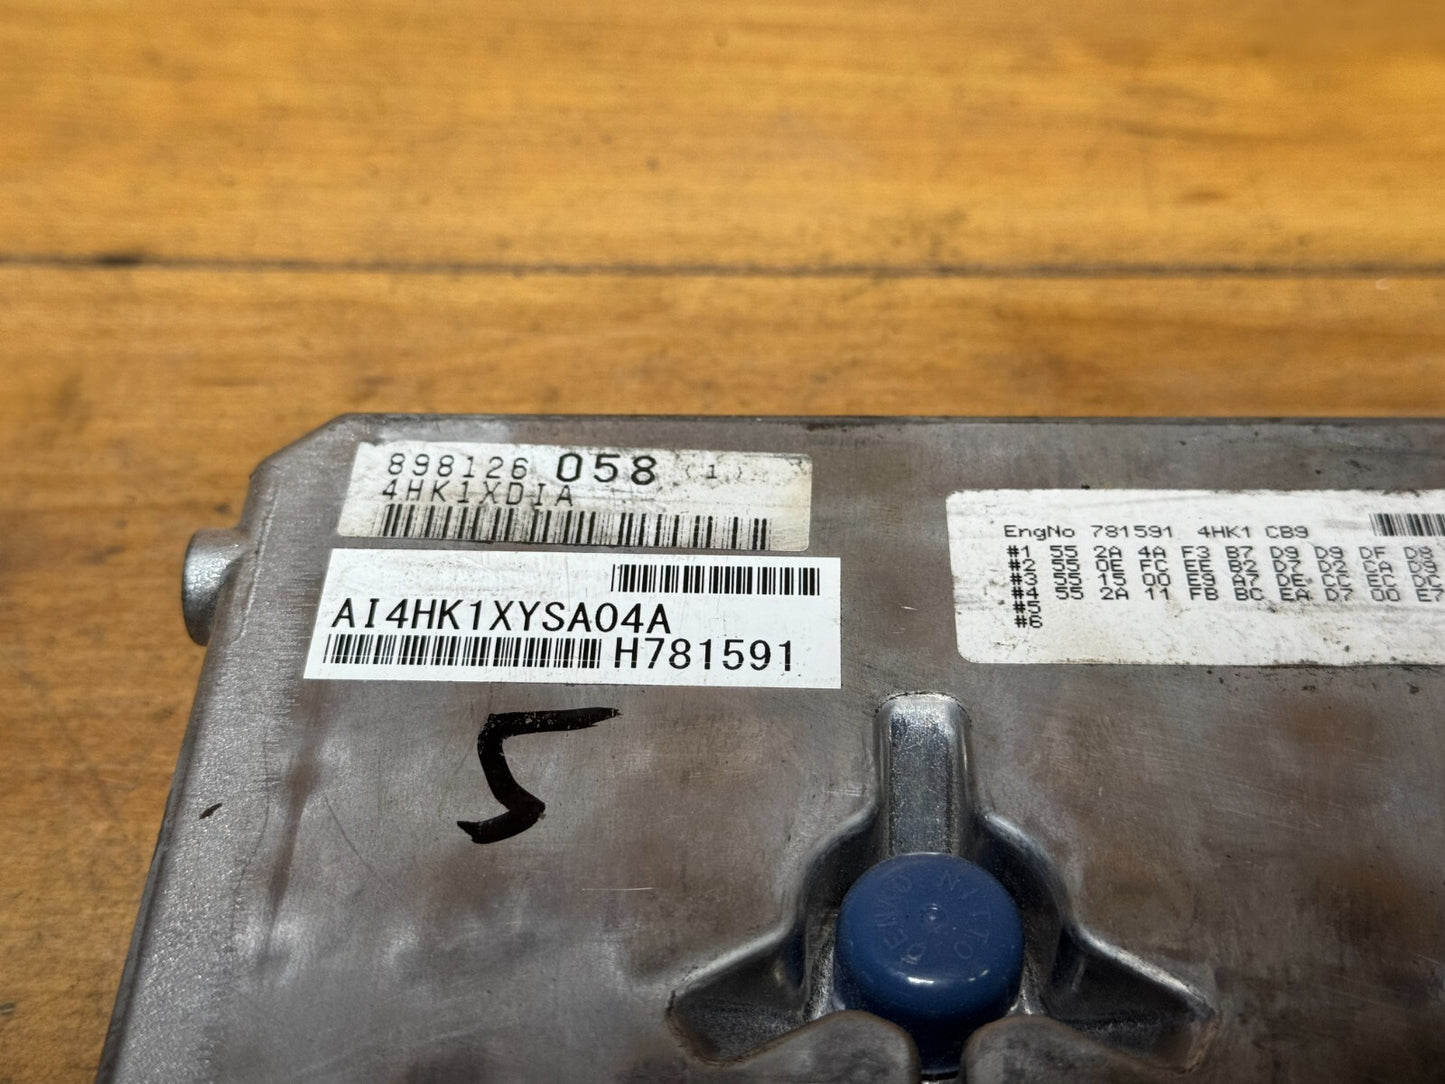 898126 058 (1)
4HK1XDIA
AI4HK1XYSA04A
H781591
EngNo 781591 4HK1 CB9
#1 55 2A 4A F3 B7 D9 D9 DF D8
#2 55 0E FC EE B2 D7 D2 CA D9
#3 55 15 00 E9 A7 DE CC EC DC
#4 55 2A 11 FB BC EA D7 00 E7
#5
#6
5